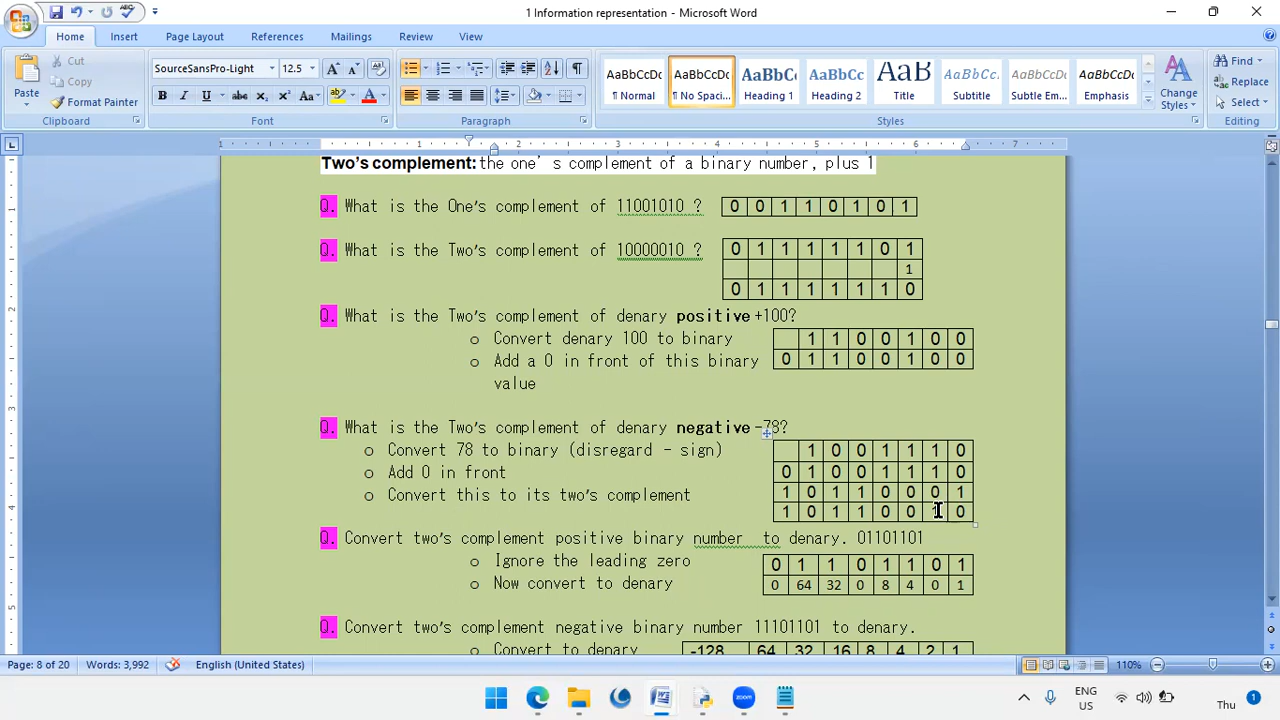 1 Information representation - Microsoft Word
Home Insert Page Layout References Mailings Review View
Paste
Cut
Copy
Format Painter
Clipboard
SourceSansPro-Light 12.5
Font
Paragraph
AaBbCcDc AaBbCcDc AaBbCc AaBbCc AaB AaBbCcL AaBbCcDc AaBbCcDc
¶ Normal ¶ No Spaci... Heading 1 Heading 2 Title Subtitle Subtle Em... Emphasis
Styles
Change Styles
Find
Replace
Select
Editing
Two's complement: the one's complement of a binary number, plus 1
Q. What is the One's complement of 11001010 ? 0 0 1 1 0 1 0 1
Q. What is the Two's complement of 10000010 ? 0 1 1 1 1 1 0 1
1
0 1 1 1 1 1 1 0
Q. What is the Two's complement of denary positive +100?
o Convert denary 100 to binary 1 1 0 0 1 0 0
o Add a 0 in front of this binary value 0 1 1 0 0 1 0 0
Q. What is the Two's complement of denary negative -78?
o Convert 78 to binary (disregard - sign) 1 0 0 1 1 1 0
o Add 0 in front 0 1 0 0 1 1 1 0
o Convert this to its two's complement 1 0 1 1 0 0 0 1
1 0 1 1 0 0 1 0
Q. Convert two's complement positive binary number to denary. 01101101
o Ignore the leading zero 0 1 1 0 1 1 0 1
o Now convert to denary 0 64 32 0 8 4 0 1
Q. Convert two's complement negative binary number 11101101 to denary.
o Convert to denary -128 64 32 16 8 4 2 1
Page: 8 of 20 Words: 3,992 English (United States) 110%
zoom
ENG
US
Thu